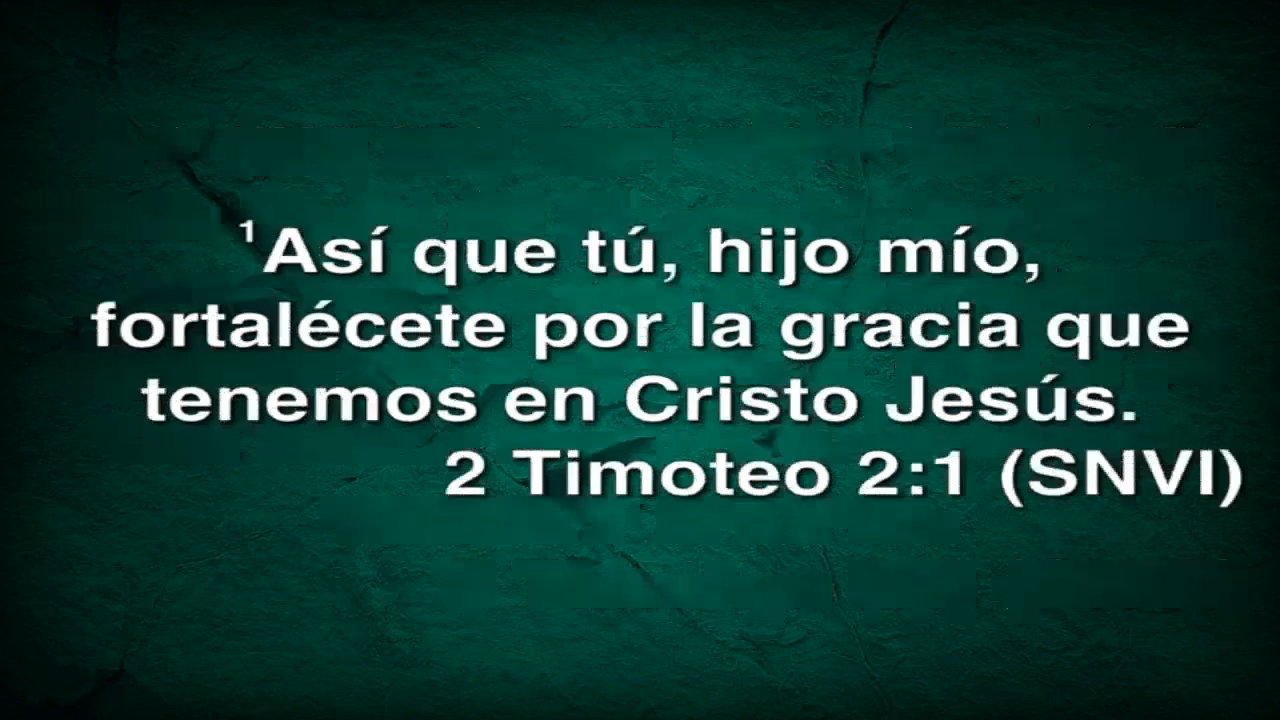 ¹Así que tú, hijo mío,
fortalécete por la gracia que
tenemos en Cristo Jesús.
2 Timoteo 2:1 (SNVI)